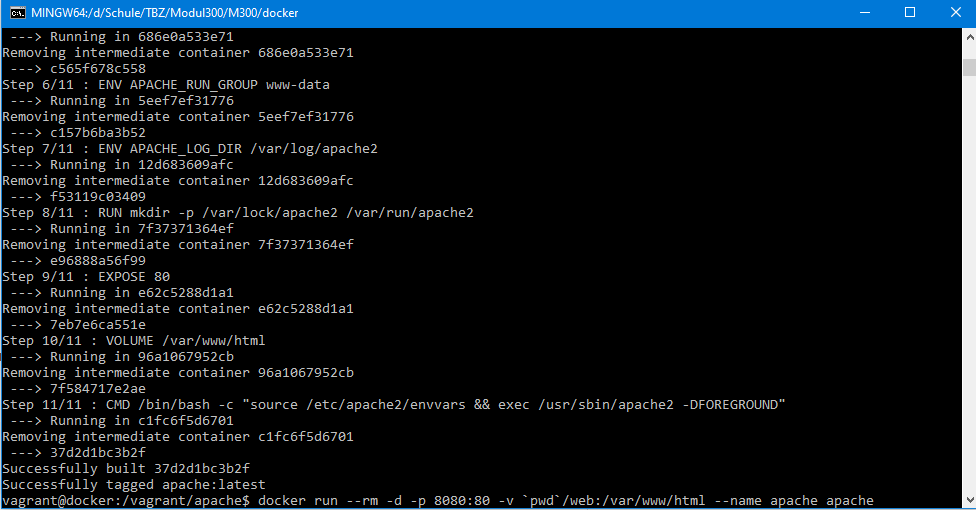 MINGW64:/d/Schule/TBZ/Modul300/M300/docker
---> Running in 686e0a533e71
Removing intermediate container 686e0a533e71
---> c565f678c558
Step 6/11 : ENV APACHE_RUN_GROUP www-data
---> Running in 5eef7ef31776
Removing intermediate container 5eef7ef31776
---> c157b6ba3b52
Step 7/11 : ENV APACHE_LOG_DIR /var/log/apache2
---> Running in 12d683609afc
Removing intermediate container 12d683609afc
---> f53119c03409
Step 8/11 : RUN mkdir -p /var/lock/apache2 /var/run/apache2
---> Running in 7f37371364ef
Removing intermediate container 7f37371364ef
---> e96888a56f99
Step 9/11 : EXPOSE 80
---> Running in e62c5288d1a1
Removing intermediate container e62c5288d1a1
---> 7eb7e6ca551e
Step 10/11 : VOLUME /var/www/html
---> Running in 96a1067952cb
Removing intermediate container 96a1067952cb
---> 7f584717e2ae
Step 11/11 : CMD /bin/bash -c "source /etc/apache2/envvars && exec /usr/sbin/apache2 -DFOREGROUND"
---> Running in c1fc6f5d6701
Removing intermediate container c1fc6f5d6701
---> 37d2d1bc3b2f
Successfully built 37d2d1bc3b2f
Successfully tagged apache:latest
vagrant@docker:/vagrant/apache$ docker run --rm -d -p 8080:80 -v `pwd`/web:/var/www/html --name apache apache